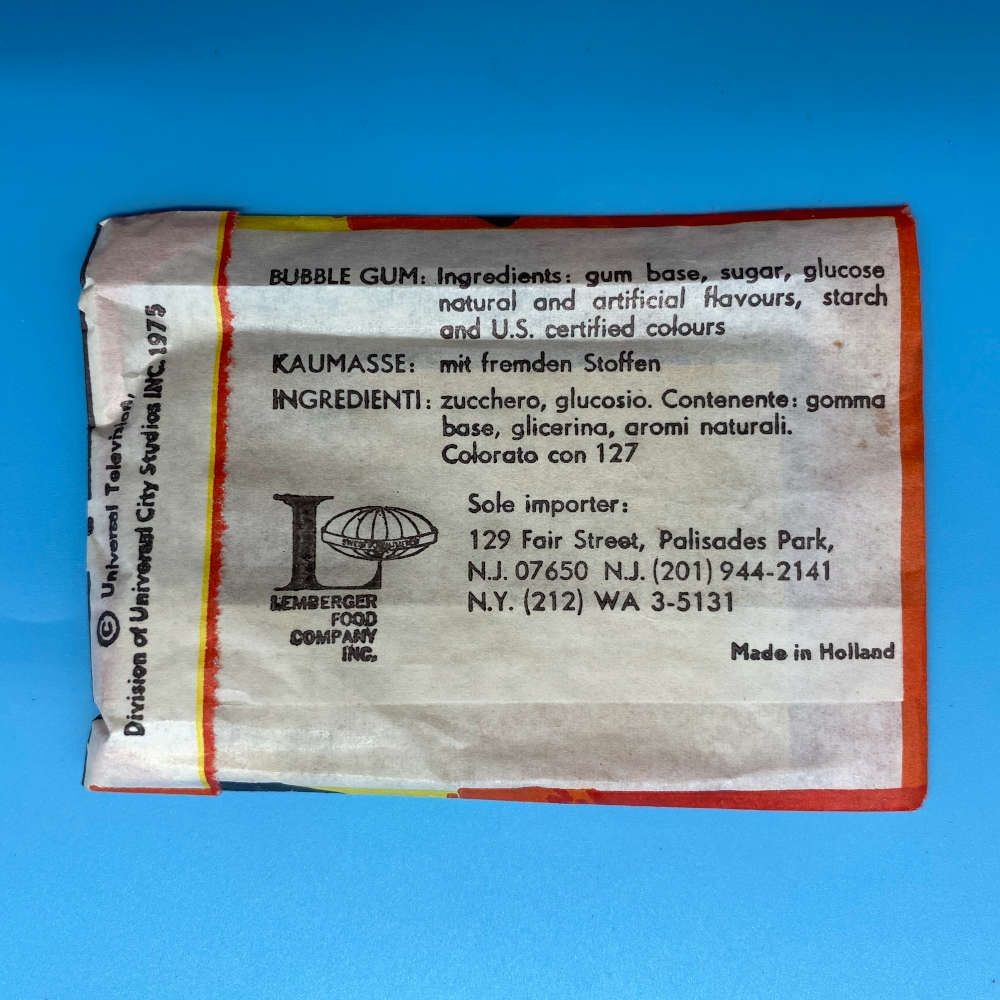 BUBBLE GUM: Ingredients: gum base, sugar, glucose
natural and artificial flavours, starch
and U.S. certified colours
KAUMASSE: mit fremden Stoffen
INGREDIENTI: zucchero, glucosio. Contenente: gomma
base, glicerina, aromi naturali.
Colorato con 127
L
LEMBERGER
FOOD
COMPANY
INC.
Sole importer:
129 Fair Street, Palisades Park,
N.J. 07650 N.J. (201) 944-2141
N.Y. (212) WA 3-5131
Made in Holland
© Universal Television,
Division of Universal City Studios INC. 1975